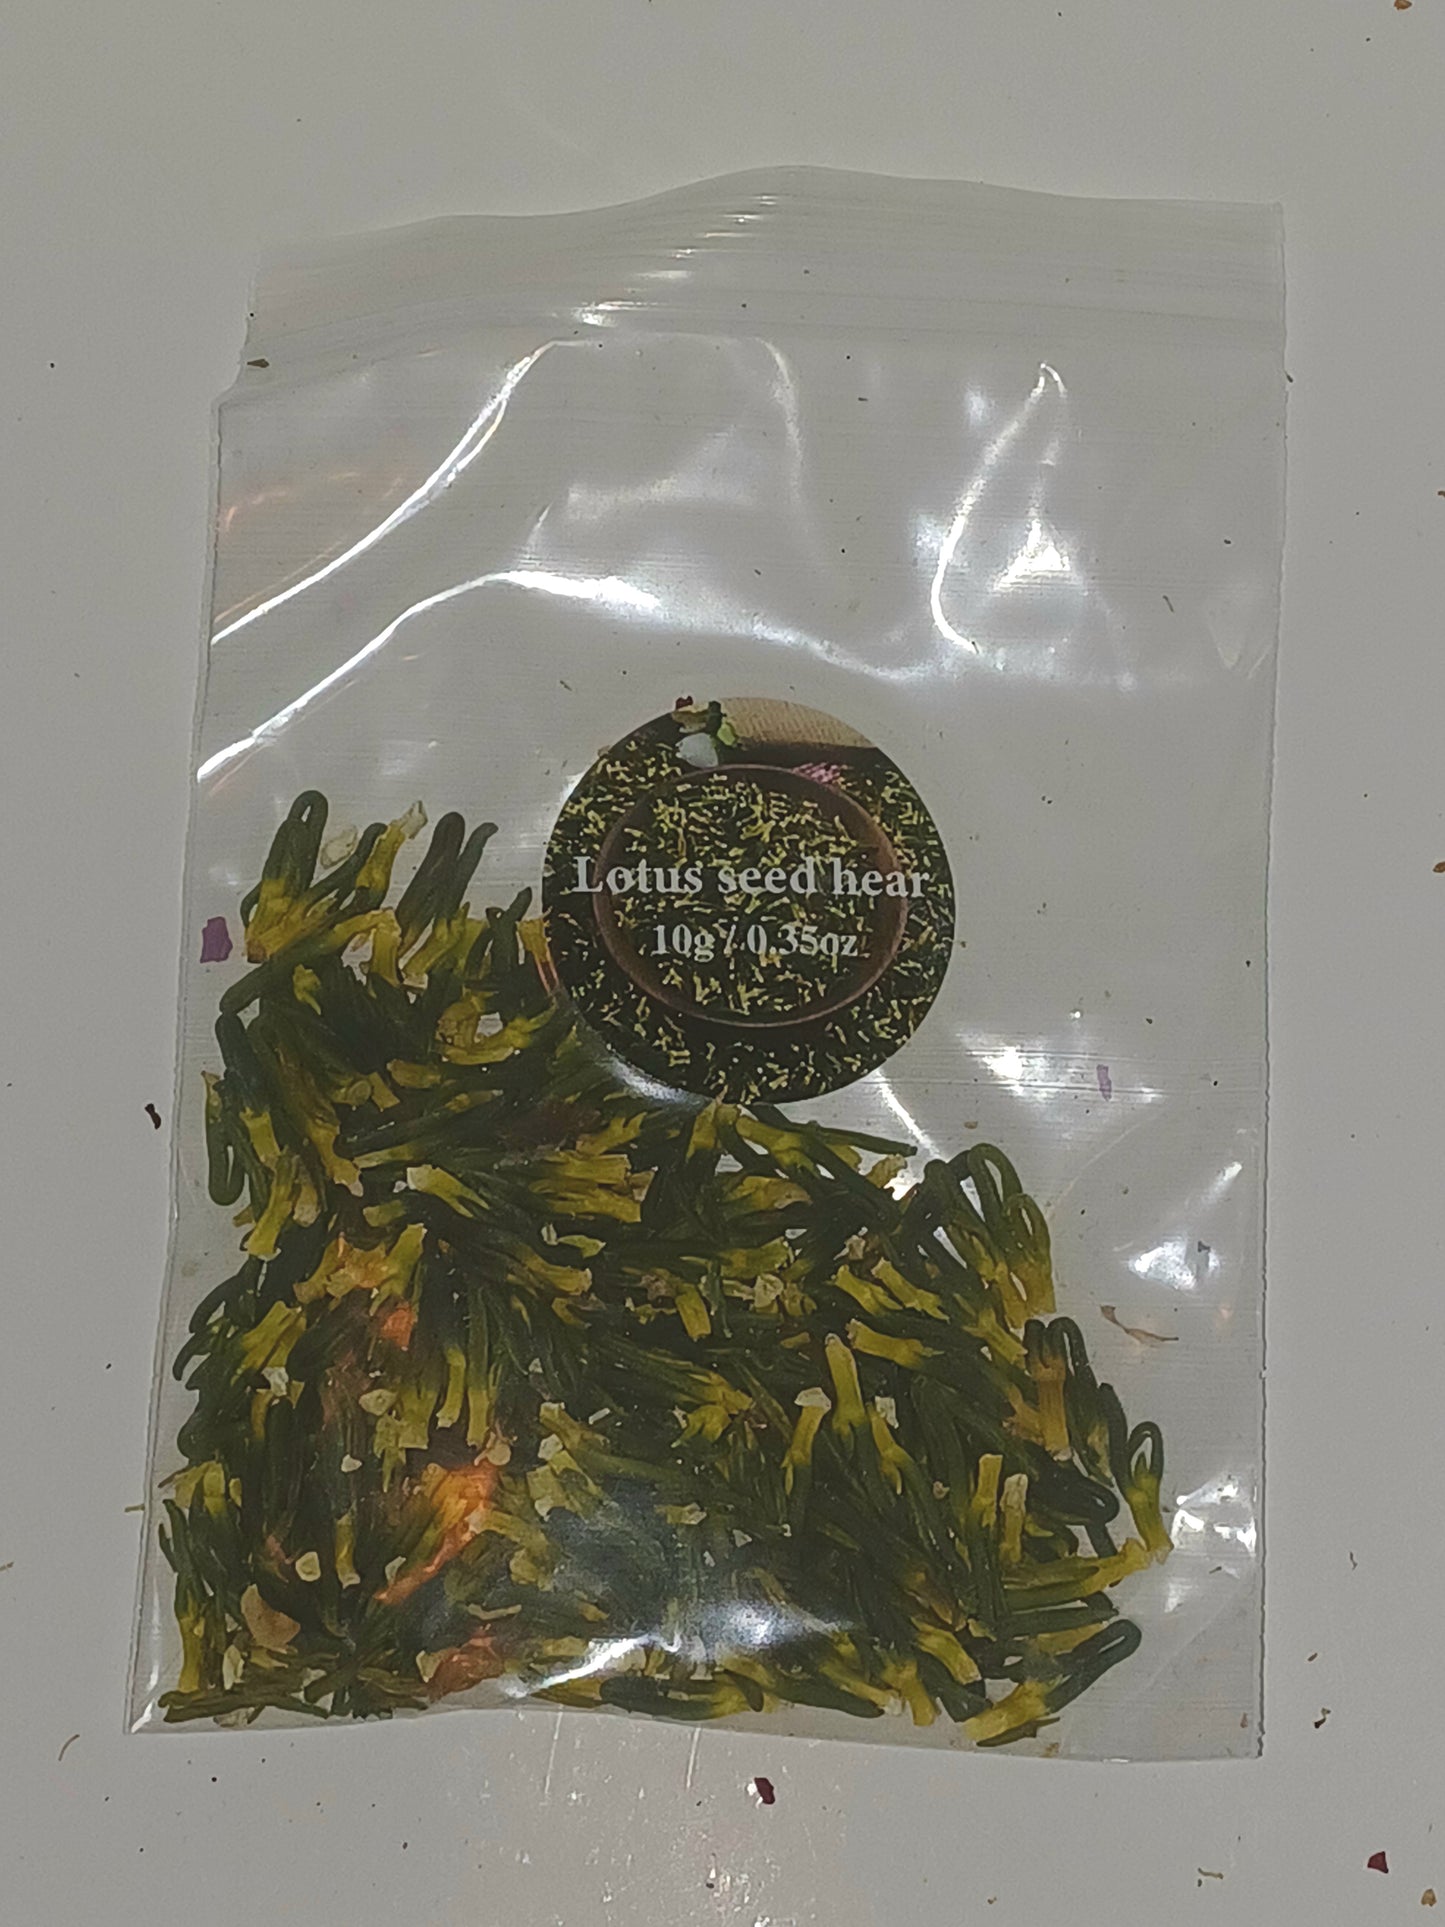 Lotus seed hear
10g / 0.35oz